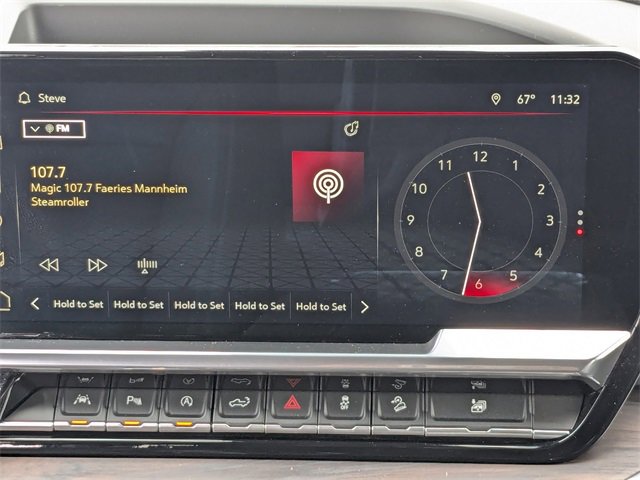 Steve
67° 11:32
FM
107.7
Magic 107.7 Faeries Mannheim
Steamroller
Hold to Set Hold to Set Hold to Set Hold to Set Hold to Set
12
1
2
3
4
5
6
7
8
9
10
11
OFF